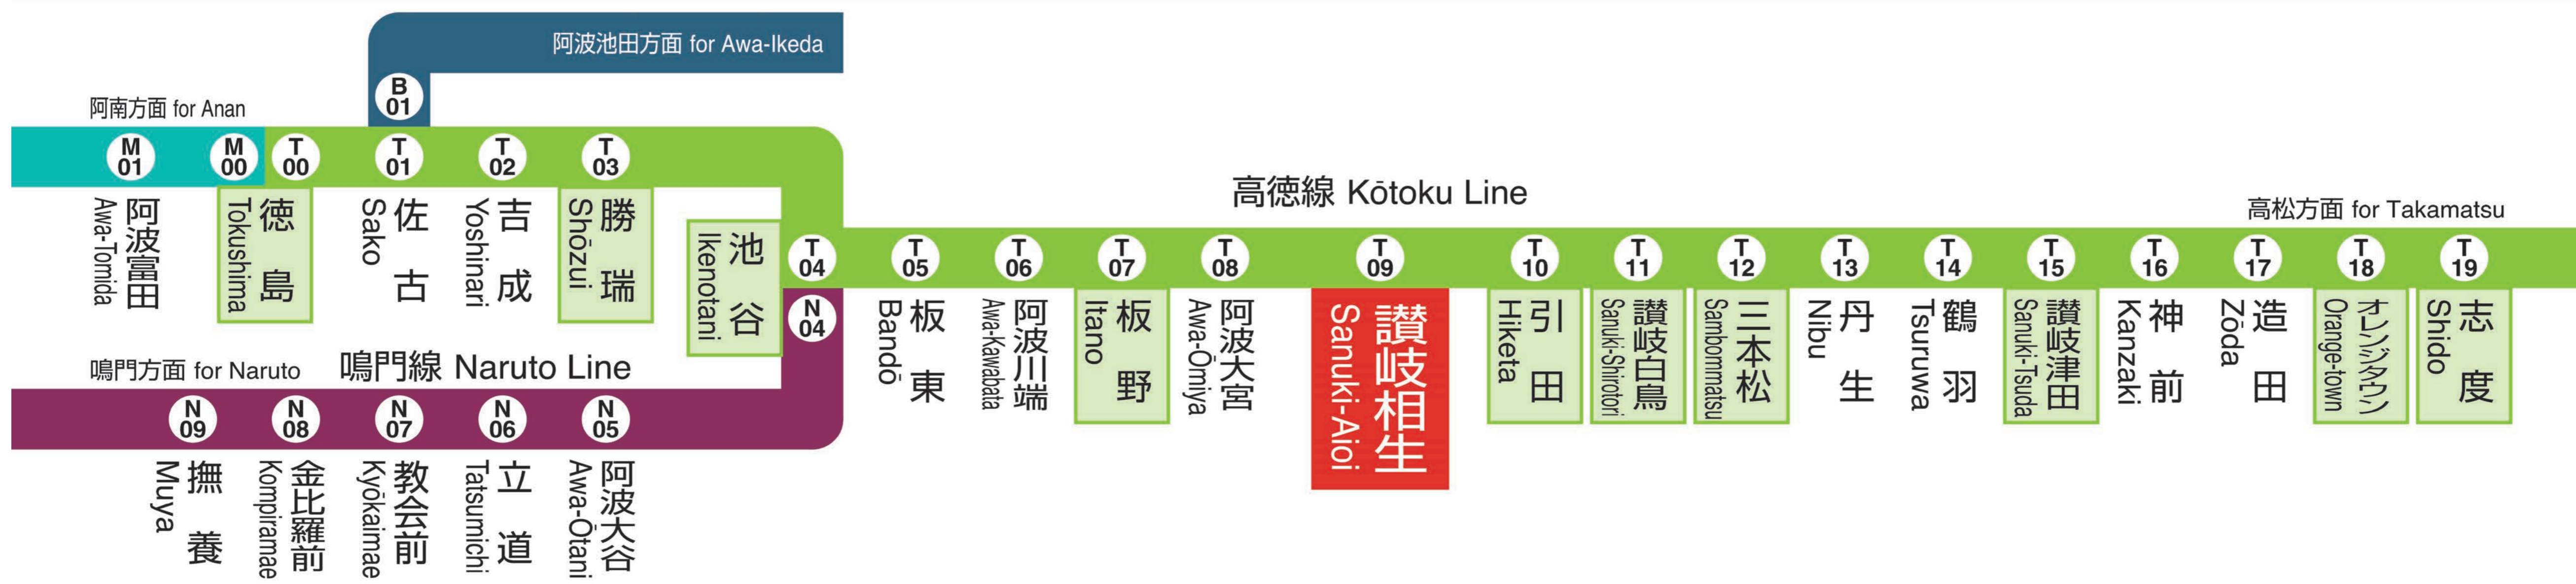 阿波池田方面 for Awa-Ikeda
B 01
阿南方面 for Anan
M 01
M 00
T 00
T 01
T 02
T 03
阿波富田 Awa-Tomida
徳島 Tokushima
佐古 Sako
吉成 Yoshinari
勝瑞 Shōzui
池谷 Ikenotani
高徳線 Kōtoku Line
高松方面 for Takamatsu
T 04
T 05
T 06
T 07
T 08
T 09
T 10
T 11
T 12
T 13
T 14
T 15
T 16
T 17
T 18
T 19
N 04
板東 Bandō
阿波川端 Awa-Kawabata
板野 Itano
阿波大宮 Awa-Ōmiya
讃岐相生 Sanuki-Aioi
引田 Hiketa
讃岐白鳥 Sanuki-Shirotori
三本松 Sambommatsu
丹生 Nibu
鶴羽 Tsuruwa
讃岐津田 Sanuki-Tsuda
神前 Kanzaki
造田 Zōda
オレンジタウン Orange-town
志度 Shido
鳴門方面 for Naruto
鳴門線 Naruto Line
N 09
N 08
N 07
N 06
N 05
撫養 Muya
金比羅前 Kompiramae
教会前 Kyōkaimae
立道 Tatsumichi
阿波大谷 Awa-Ōtani